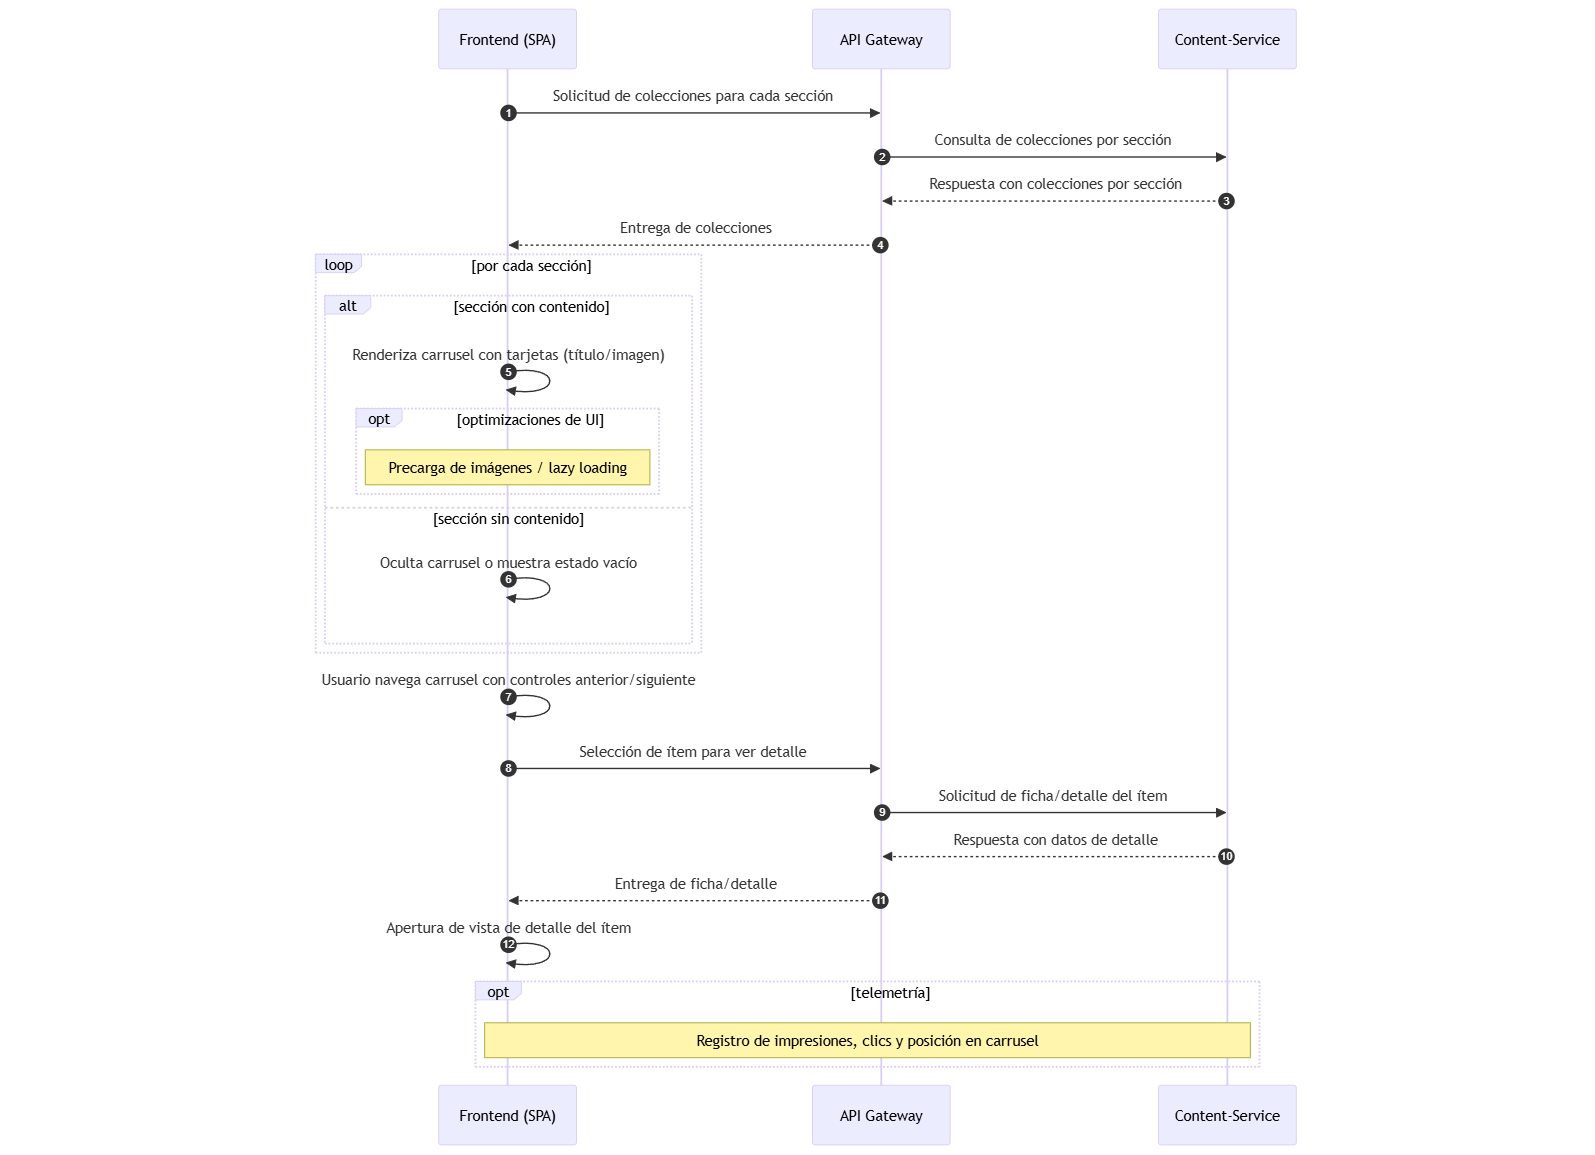 Frontend (SPA)
API Gateway
Content-Service
Solicitud de colecciones para cada sección
1
Consulta de colecciones por sección
2
Respuesta con colecciones por sección
3
Entrega de colecciones
4
loop
[por cada sección]
alt
[sección con contenido]
Renderiza carrusel con tarjetas (título/imagen)
5
opt
[optimizaciones de UI]
Precarga de imágenes / lazy loading
[sección sin contenido]
Oculta carrusel o muestra estado vacío
6
Usuario navega carrusel con controles anterior/siguiente
7
Selección de ítem para ver detalle
8
Solicitud de ficha/detalle del ítem
9
Respuesta con datos de detalle
10
Entrega de ficha/detalle
11
Apertura de vista de detalle del ítem
12
opt
[telemetría]
Registro de impresiones, clics y posición en carrusel
Frontend (SPA)
API Gateway
Content-Service